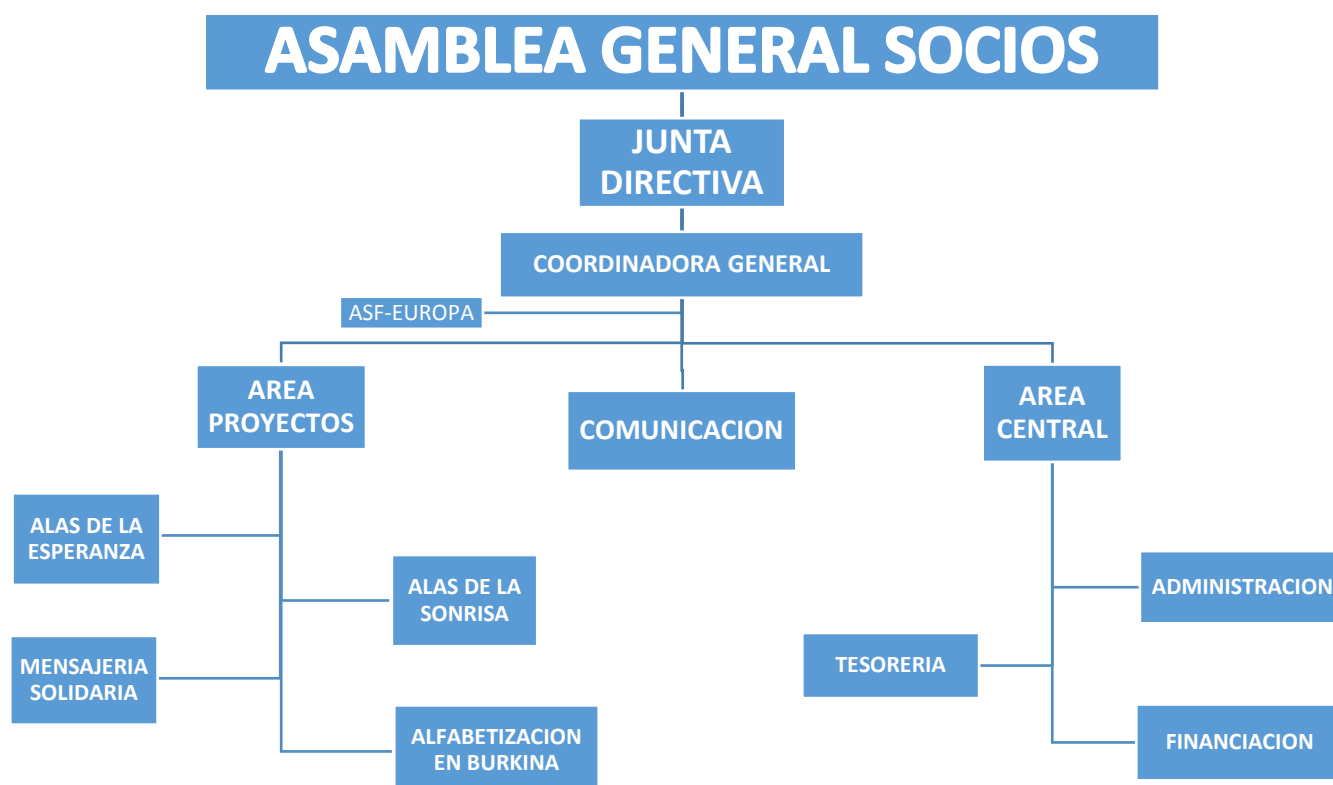 ASAMBLEA GENERAL SOCIOS
JUNTA
DIRECTIVA
COORDINADORA GENERAL
ASF-EUROPA
AREA
PROYECTOS
COMUNICACION
AREA
CENTRAL
ALAS DE LA
ESPERANZA
ALAS DE LA
SONRISA
MENSAJERIA
SOLIDARIA
ALFABETIZACION
EN BURKINA
ADMINISTRACION
TESORERIA
FINANCIACION